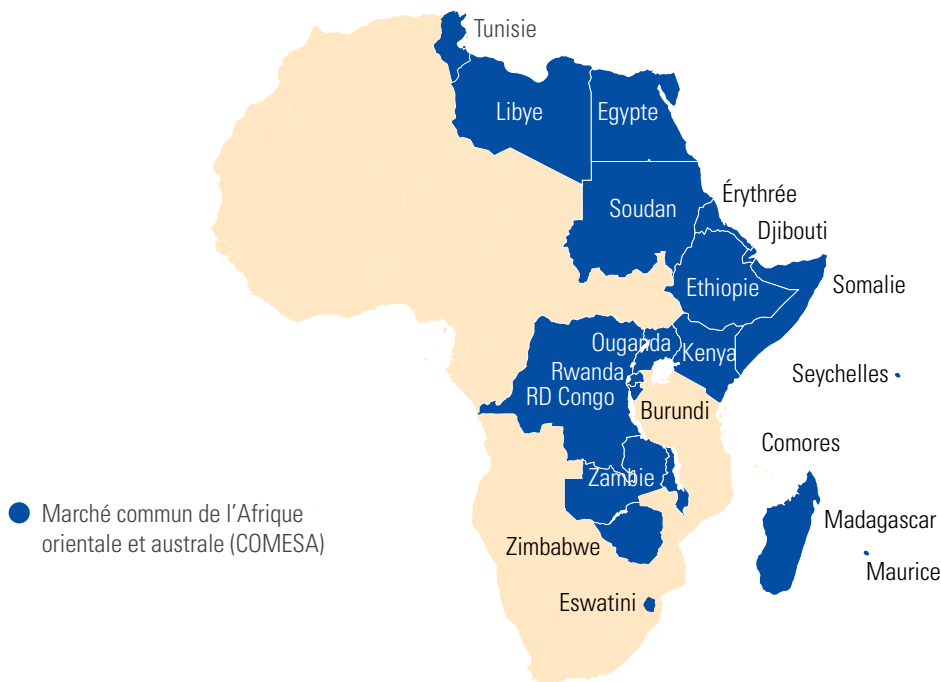 Tunisie
Libye
Egypte
Soudan
Érythrée
Djibouti
Ethiopie
Somalie
Ouganda
Kenya
Rwanda
RD Congo
Seychelles
Burundi
Comores
Zambie
Madagascar
Maurice
Zimbabwe
Eswatini
Marché commun de l’Afrique
orientale et australe (COMESA)